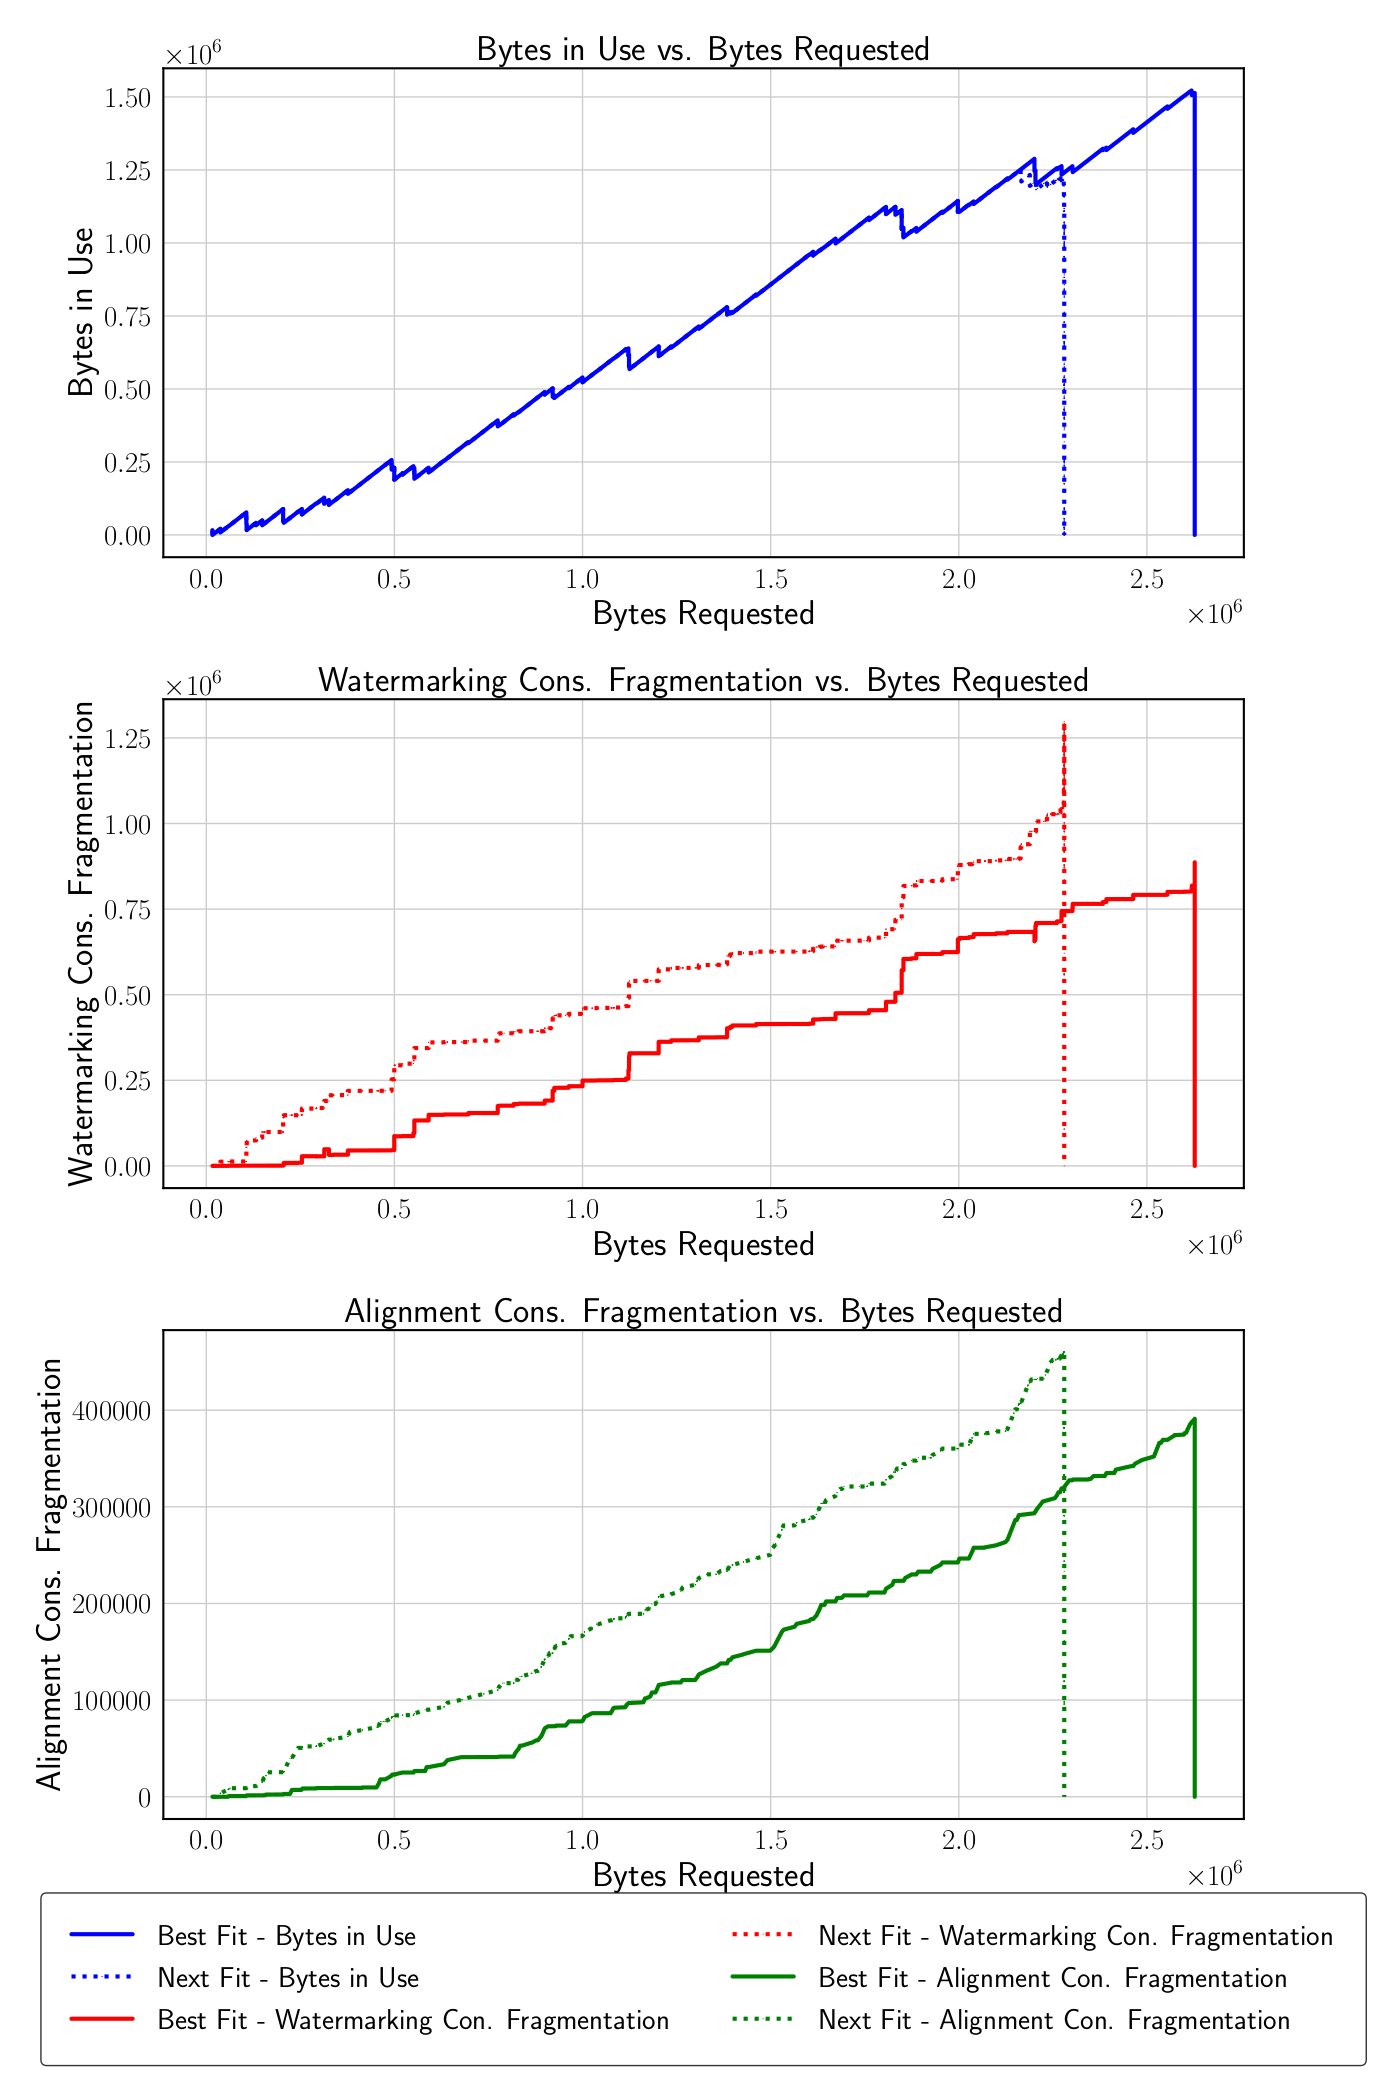 Bytes in Use vs. Bytes Requested
×10⁶
1.50
1.25
1.00
0.75
0.50
0.25
0.00
Bytes in Use
0.0 0.5 1.0 1.5 2.0 2.5
Bytes Requested
×10⁶
Watermarking Cons. Fragmentation vs. Bytes Requested
×10⁶
1.25
1.00
0.75
0.50
0.25
0.00
Watermarking Cons. Fragmentation
0.0 0.5 1.0 1.5 2.0 2.5
Bytes Requested
×10⁶
Alignment Cons. Fragmentation vs. Bytes Requested
400000
300000
200000
100000
0
Alignment Cons. Fragmentation
0.0 0.5 1.0 1.5 2.0 2.5
Bytes Requested
×10⁶
Best Fit - Bytes in Use
Next Fit - Bytes in Use
Best Fit - Watermarking Con. Fragmentation
Next Fit - Watermarking Con. Fragmentation
Best Fit - Alignment Con. Fragmentation
Next Fit - Alignment Con. Fragmentation